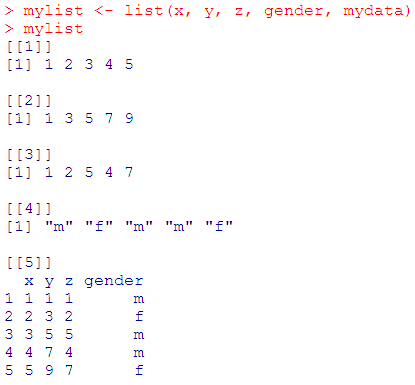 > mylist <- list(x, y, z, gender, mydata)
> mylist
[[1]]
[1] 1 2 3 4 5
[[2]]
[1] 1 3 5 7 9
[[3]]
[1] 1 2 5 4 7
[[4]]
[1] "m" "f" "m" "m" "f"
[[5]]
  x y z gender
1 1 1 1      m
2 2 3 2      f
3 3 5 5      m
4 4 7 4      m
5 5 9 7      f